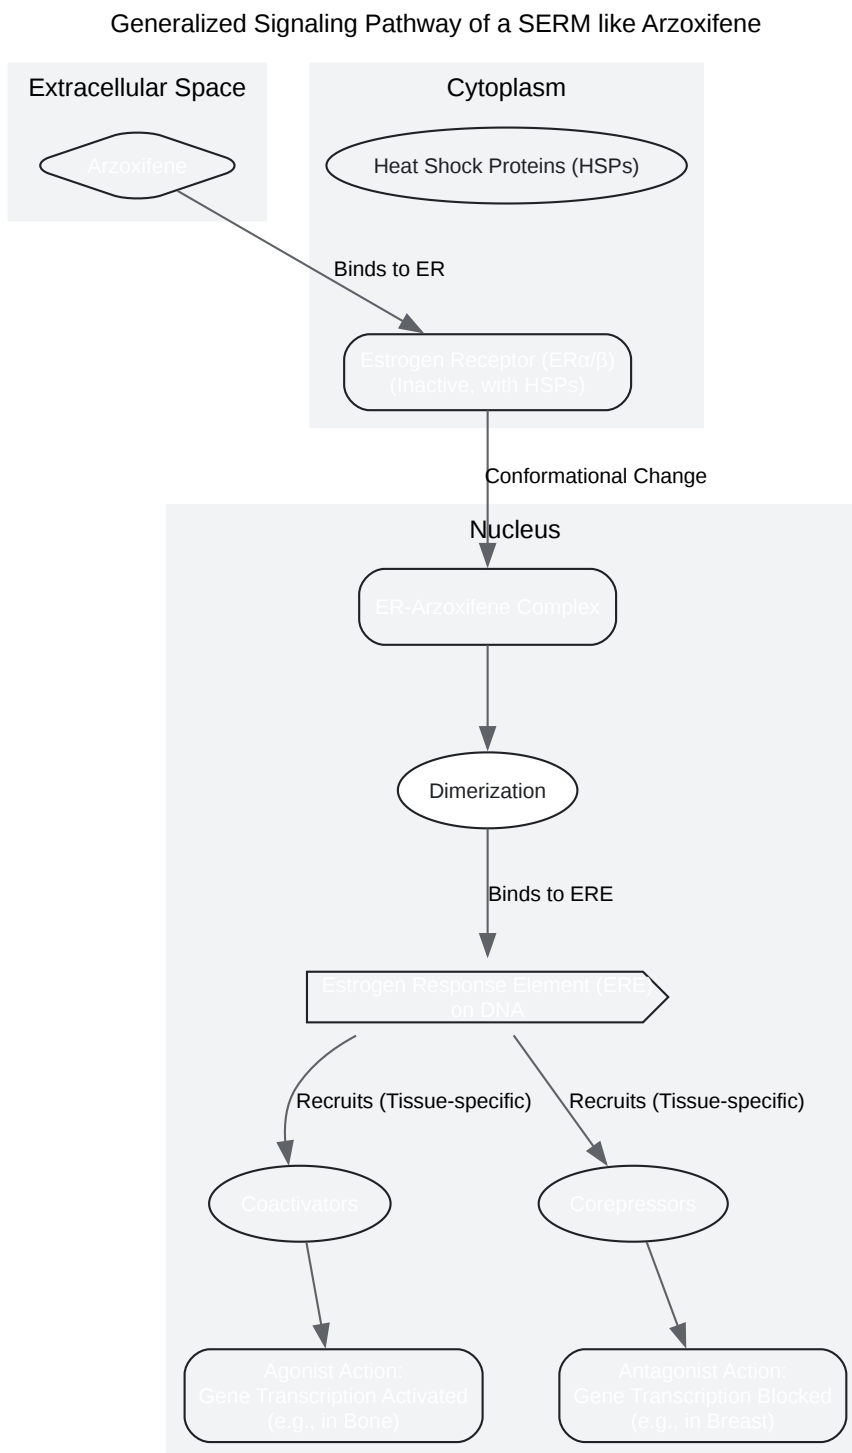 Generalized Signaling Pathway of a SERM like Arzoxifene
Extracellular Space
Cytoplasm
Arzoxifene
Heat Shock Proteins (HSPs)
Binds to ER
Estrogen Receptor (ERα/β)
(Inactive, with HSPs)
Conformational Change
Nucleus
ER-Arzoxifene Complex
Dimerization
Binds to ERE
Estrogen Response Element (ERE)
on DNA
Recruits (Tissue-specific)
Recruits (Tissue-specific)
Coactivators
Corepressors
Agonist Action:
Gene Transcription Activated
(e.g., in Bone)
Antagonist Action:
Gene Transcription Blocked
(e.g., in Breast)